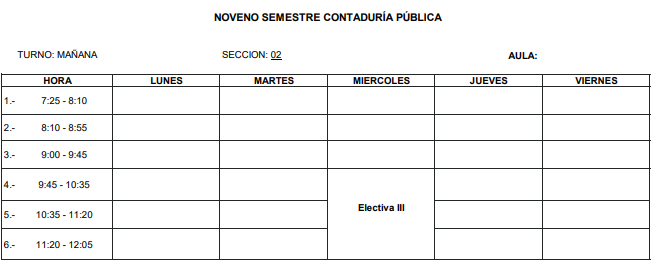 NOVENO SEMESTRE CONTADURÍA PÚBLICA
TURNO: MAÑANA SECCION: 02 AULA:
HORA LUNES MARTES MIERCOLES JUEVES VIERNES
1.- 7:25 - 8:10
2.- 8:10 - 8:55
3.- 9:00 - 9:45
4.- 9:45 - 10:35
Electiva III
5.- 10:35 - 11:20
6.- 11:20 - 12:05